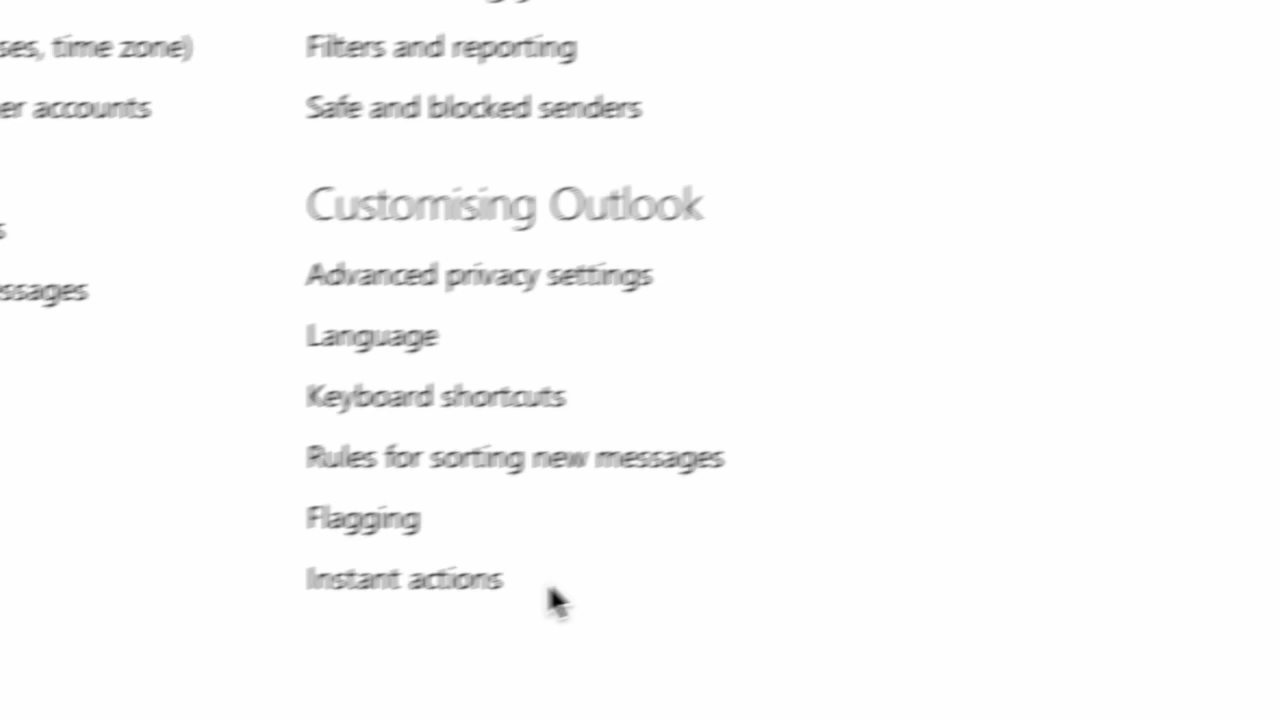 ses, time zone)
er accounts
ssages
Filters and reporting
Safe and blocked senders
Customising Outlook
Advanced privacy settings
Language
Keyboard shortcuts
Rules for sorting new messages
Flagging
Instant actions